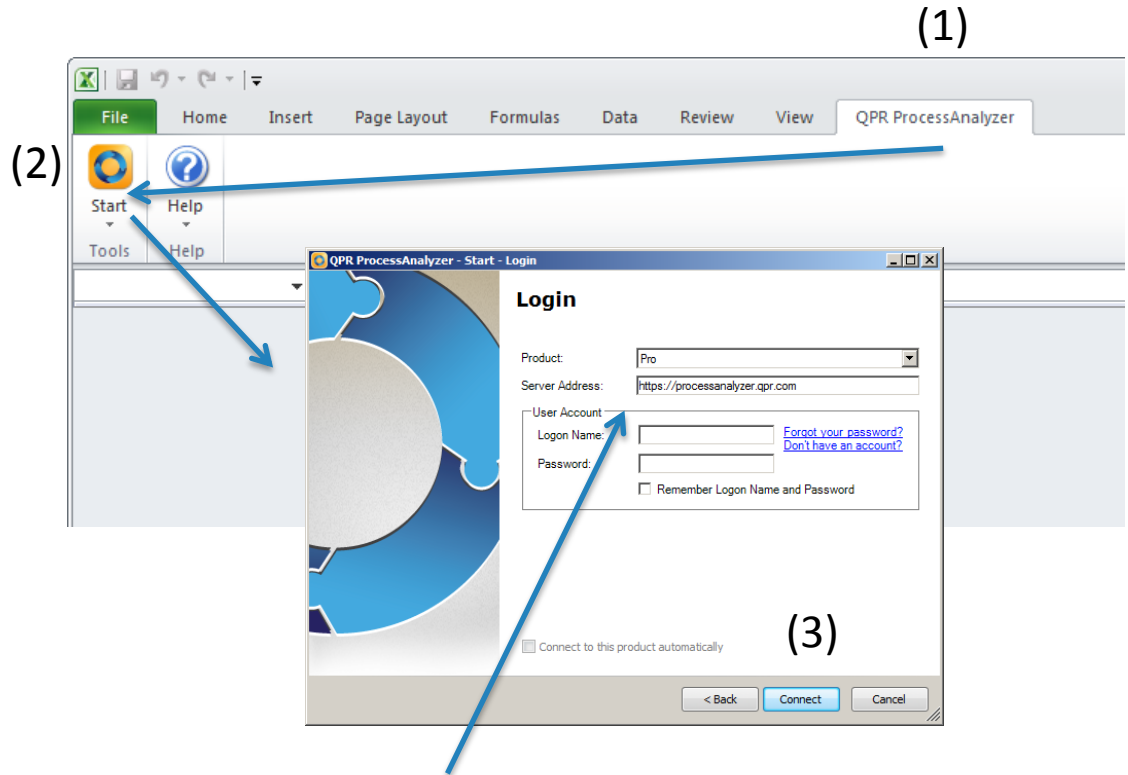 (1)
File Home Insert Page Layout Formulas Data Review View QPR ProcessAnalyzer
(2)
Start Help
Tools Help
QPR ProcessAnalyzer - Start - Login
Login
Product: Pro
Server Address: https://processanalyzer.qpr.com
User Account
Logon Name: Forgot your password?
Don't have an account?
Password:
Remember Logon Name and Password
(3)
Connect to this product automatically
< Back Connect Cancel